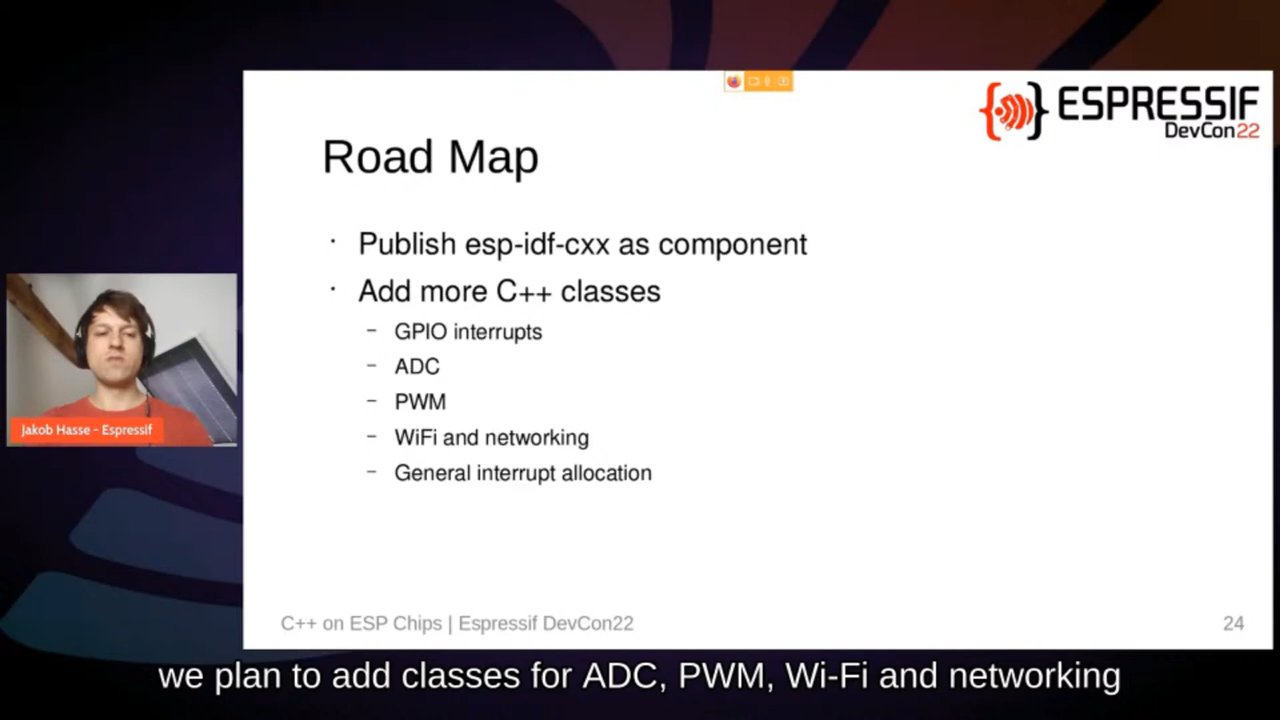 ESPRESSIF
DevCon22
Road Map
· Publish esp-idf-cxx as component
· Add more C++ classes
– GPIO interrupts
– ADC
– PWM
– WiFi and networking
– General interrupt allocation
Jakob Hasse - Espressif
C++ on ESP Chips | Espressif DevCon22
24
we plan to add classes for ADC, PWM, Wi-Fi and networking